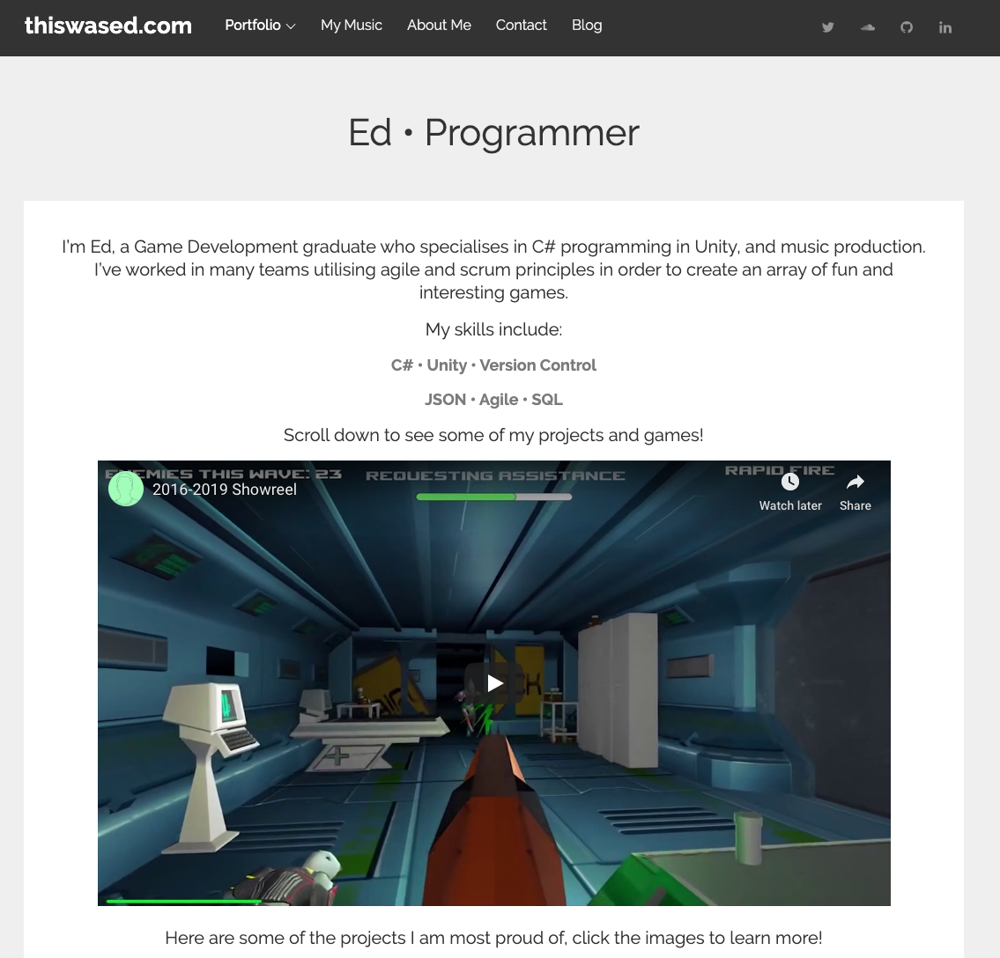 thiswased.com
Portfolio My Music About Me Contact Blog
Ed • Programmer
I'm Ed, a Game Development graduate who specialises in C# programming in Unity, and music production.
I've worked in many teams utilising agile and scrum principles in order to create an array of fun and
interesting games.
My skills include:
C# • Unity • Version Control
JSON • Agile • SQL
Scroll down to see some of my projects and games!
ENEMIES THIS WAVE: 23 REQUESTING ASSISTANCE RAPID FIRE
2016-2019 Showreel
Watch later Share
Here are some of the projects I am most proud of, click the images to learn more!